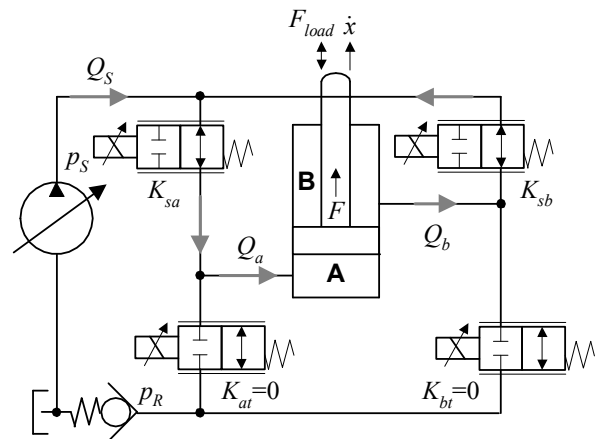 F_load ẋ
Q_S
p_S
K_sa
B
F
K_sb
Q_a
A
Q_b
p_R
K_at=0
K_bt=0